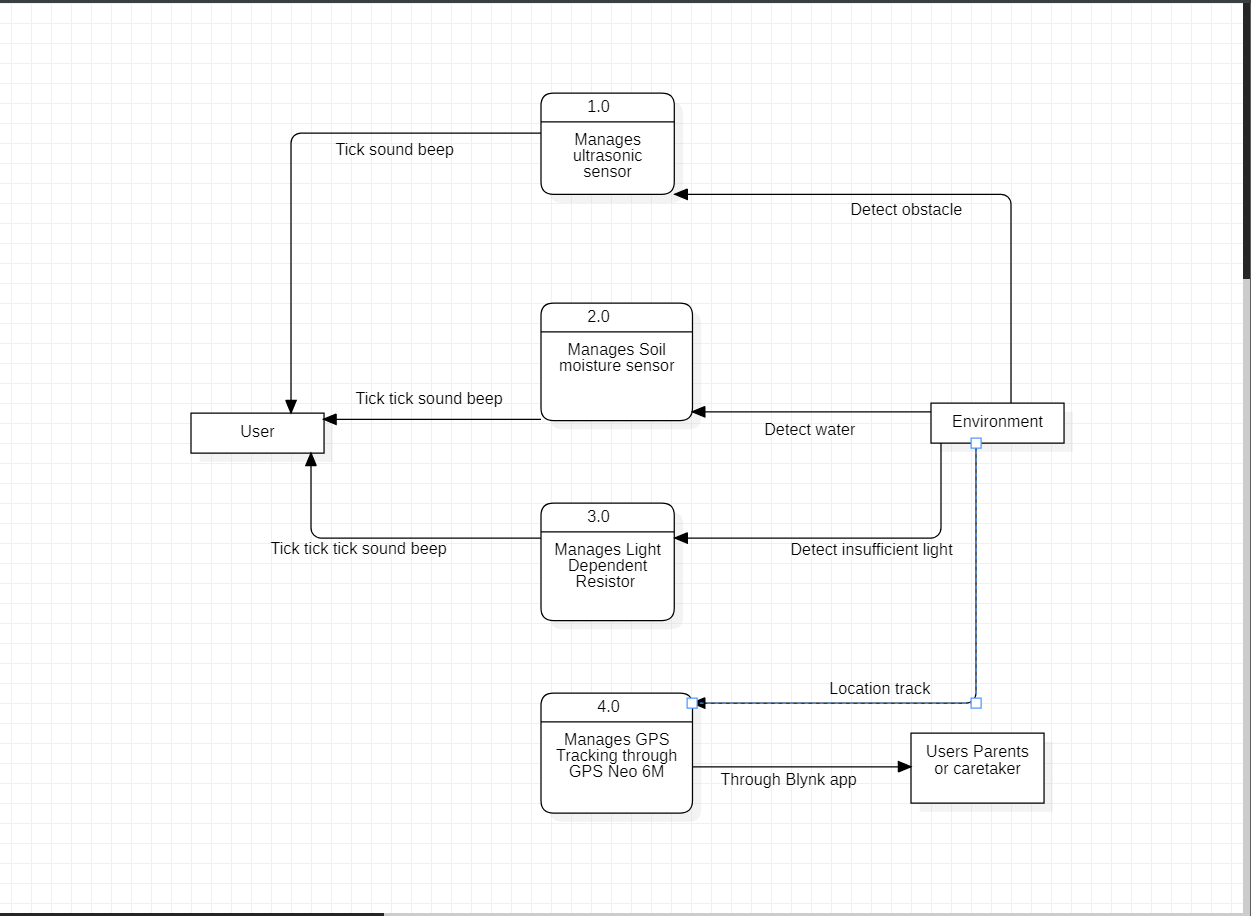 1.0
Manages
ultrasonic
sensor
Tick sound beep
Detect obstacle
2.0
Manages Soil
moisture sensor
Tick tick sound beep
User
Detect water
Environment
3.0
Manages Light
Dependent
Resistor
Tick tick tick sound beep
Detect insufficient light
Location track
4.0
Manages GPS
Tracking through
GPS Neo 6M
Through Blynk app
Users Parents
or caretaker